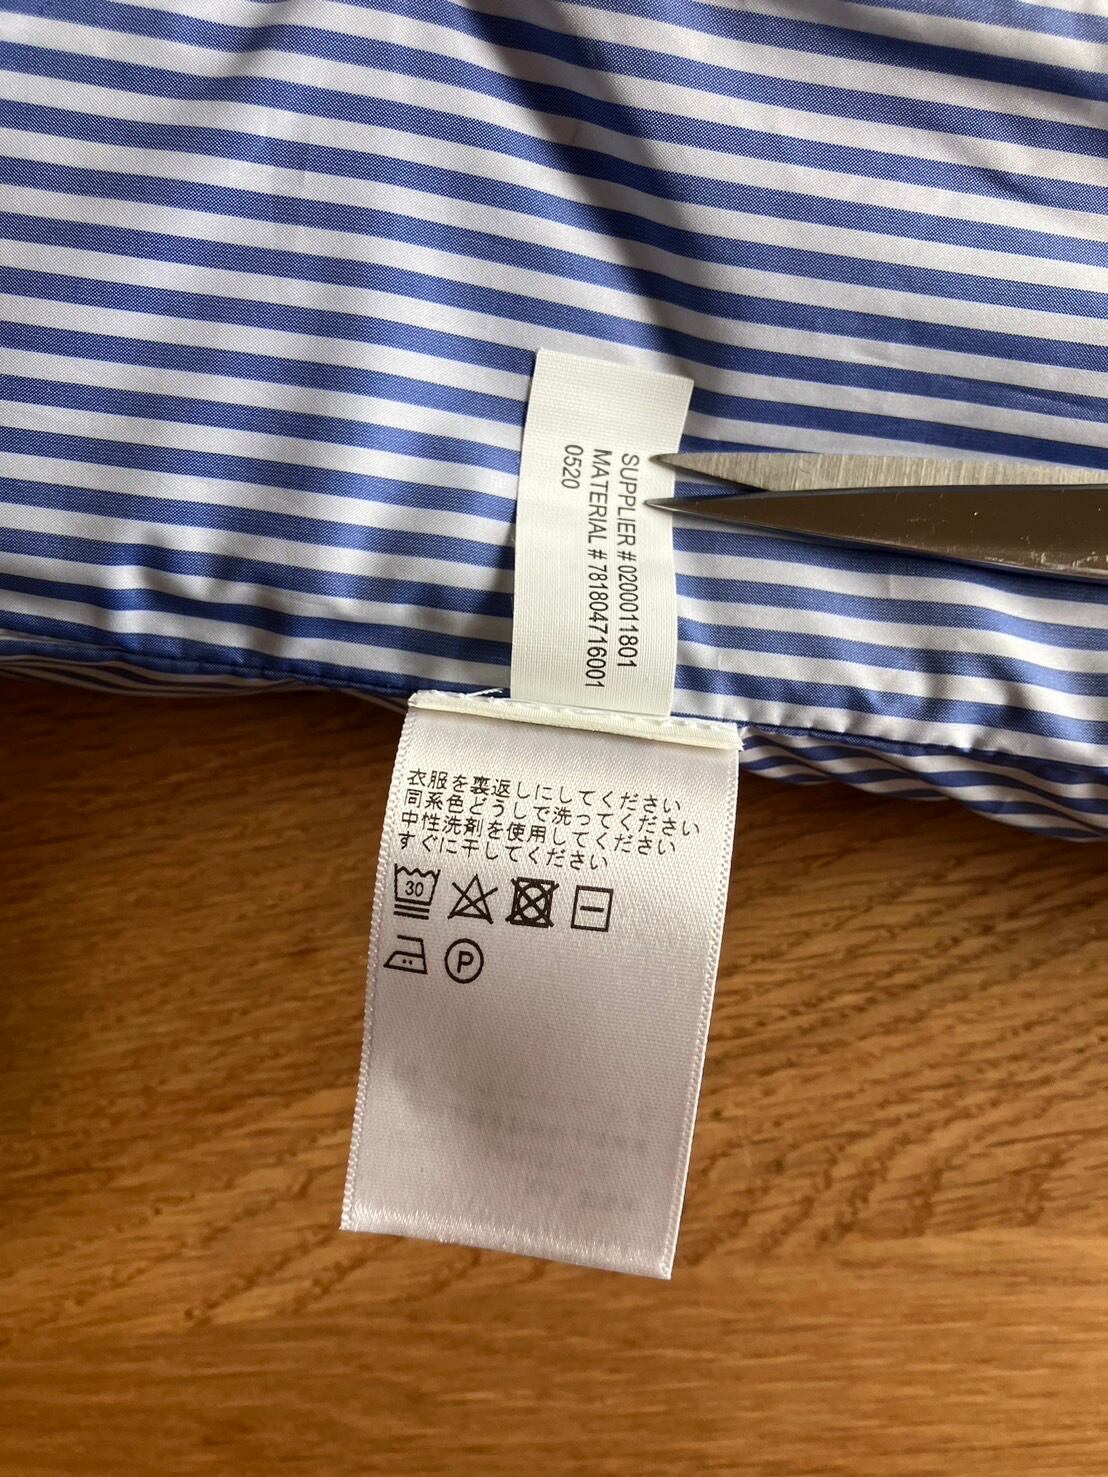 SUPPLIER # 0200011801
MATERIAL # 781804716001
0520
衣服を裏返しにしてください
同系色どうしで洗ってください
中性洗剤を使用してください
すぐに干してください
30
P